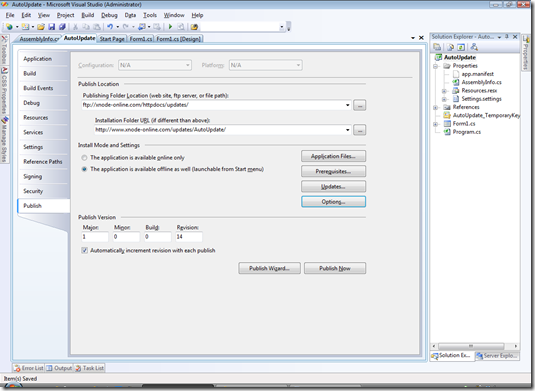 AutoUpdate - Microsoft Visual Studio (Administrator)
File Edit View Project Build Debug Data Tools Window Help
AssemblyInfo.cs AutoUpdate Start Page Form1.cs Form1.cs [Design]
Toolbox
CSS Properties
Manage Styles
Application
Build
Build Events
Debug
Resources
Services
Settings
Reference Paths
Signing
Security
Publish
Configuration: N/A Platform: N/A
Publish Location
Publishing Folder Location (web site, ftp server, or file path):
ftp://xnode-online.com/httpdocs/updates/
...
Installation Folder URL (if different than above):
http://www.xnode-online.com/updates/AutoUpdate/
...
Install Mode and Settings
The application is available online only
The application is available offline as well (launchable from Start menu)
Application Files...
Prerequisites...
Updates...
Options...
Publish Version
Major: Minor: Build: Revision:
1 0 0 14
Automatically increment revision with each publish
Publish Wizard... Publish Now
Solution Explorer - Auto...
AutoUpdate
Properties
app.manifest
AssemblyInfo.cs
Resources.resx
Settings.settings
References
AutoUpdate_TemporaryKey
Form1.cs
Program.cs
Solution Ex... Server Explo...
Properties
Error List Output Task List
Item(s) Saved